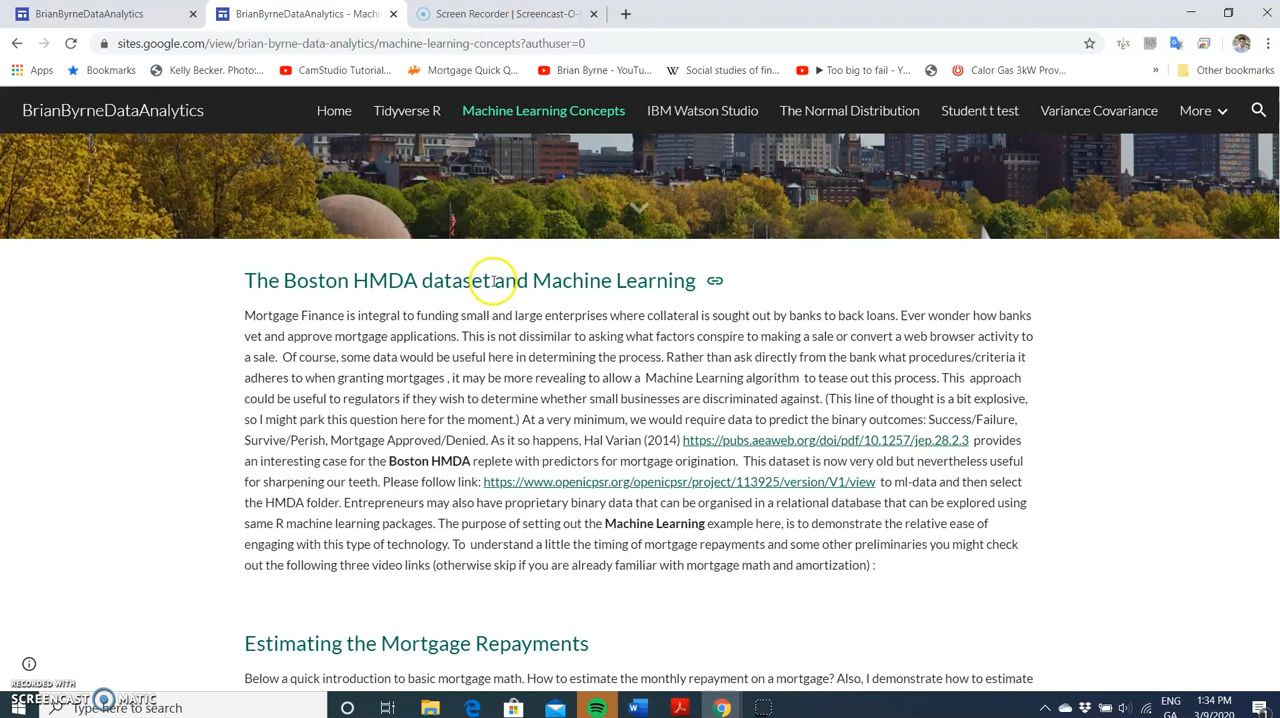 BrianByrneDataAnalytics
BrianByrneDataAnalytics - Machi
Screen Recorder | Screencast-O-
sites.google.com/view/brian-byrne-data-analytics/machine-learning-concepts?authuser=0
Apps
Bookmarks
Kelly Becker. Photo:...
CamStudio Tutorial...
Mortgage Quick Q...
Brian Byrne - YouTu...
Social studies of fin...
▶ Too big to fail - Y...
Calor Gas 3kW Prov...
»
Other bookmarks
BrianByrneDataAnalytics
Home
Tidyverse R
Machine Learning Concepts
IBM Watson Studio
The Normal Distribution
Student t test
Variance Covariance
More
The Boston HMDA dataset and Machine Learning
Mortgage Finance is integral to funding small and large enterprises where collateral is sought out by banks to back loans. Ever wonder how banks
vet and approve mortgage applications. This is not dissimilar to asking what factors conspire to making a sale or convert a web browser activity to
a sale. Of course, some data would be useful here in determining the process. Rather than ask directly from the bank what procedures/criteria it
adheres to when granting mortgages , it may be more revealing to allow a Machine Learning algorithm to tease out this process. This approach
could be useful to regulators if they wish to determine whether small businesses are discriminated against. (This line of thought is a bit explosive,
so I might park this question here for the moment.) At a very minimum, we would require data to predict the binary outcomes: Success/Failure,
Survive/Perish, Mortgage Approved/Denied. As it so happens, Hal Varian (2014) https://pubs.aeaweb.org/doi/pdf/10.1257/jep.28.2.3 provides
an interesting case for the Boston HMDA replete with predictors for mortgage origination. This dataset is now very old but nevertheless useful
for sharpening our teeth. Please follow link: https://www.openicpsr.org/openicpsr/project/113925/version/V1/view to ml-data and then select
the HMDA folder. Entrepreneurs may also have proprietary binary data that can be organised in a relational database that can be explored using
same R machine learning packages. The purpose of setting out the Machine Learning example here, is to demonstrate the relative ease of
engaging with this type of technology. To understand a little the timing of mortgage repayments and some other preliminaries you might check
out the following three video links (otherwise skip if you are already familiar with mortgage math and amortization) :
Estimating the Mortgage Repayments
Below a quick introduction to basic mortgage math. How to estimate the monthly repayment on a mortgage? Also, I demonstrate how to estimate
RECORDED WITH
SCREENCAST MATIC
Type here to search
ENG
GA
1:34 PM
3/9/2020